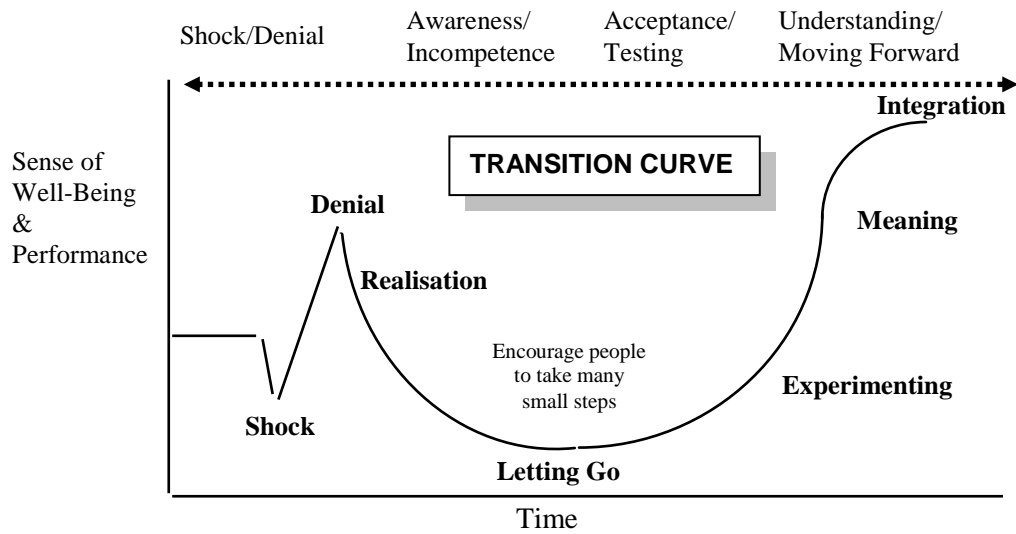 Shock/Denial
Awareness/
Incompetence
Acceptance/
Testing
Understanding/
Moving Forward
Integration
Sense of
Well-Being
&
Performance
TRANSITION CURVE
Denial
Meaning
Realisation
Encourage people
to take many
small steps
Experimenting
Shock
Letting Go
Time